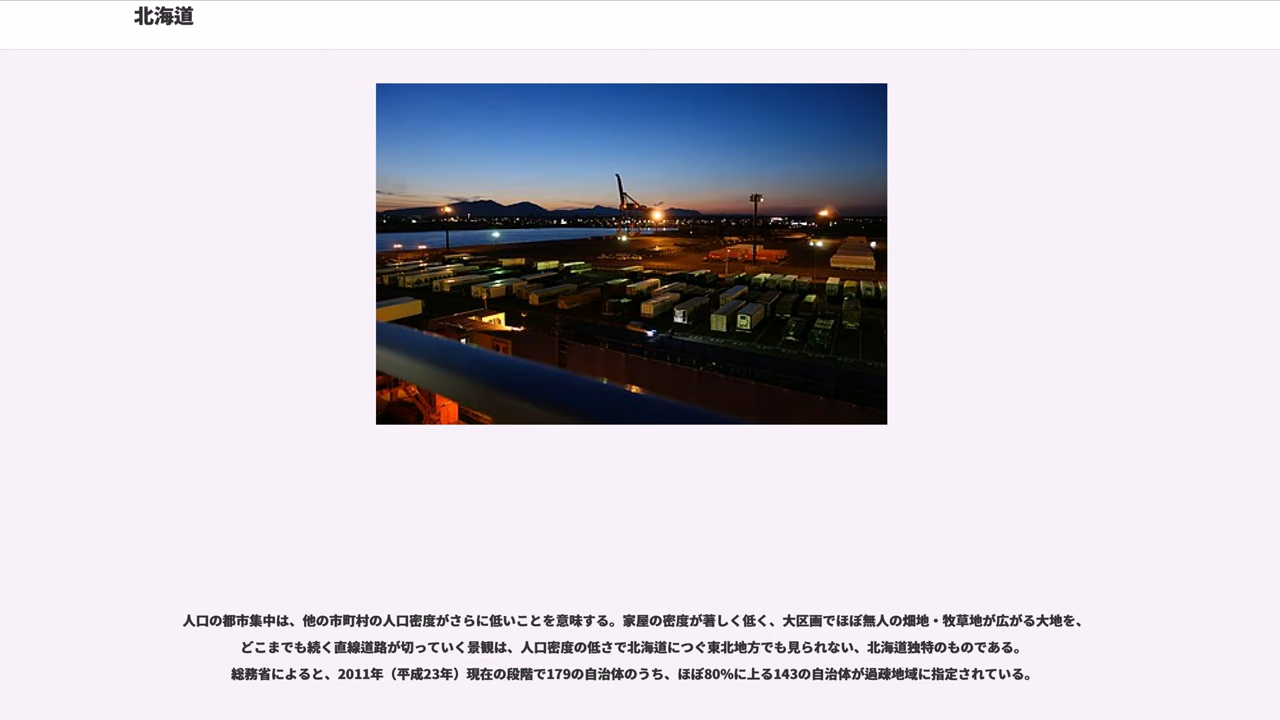 北海道
人口の都市集中は、他の市町村の人口密度がさらに低いことを意味する。家屋の密度が著しく低く、大区画でほぼ無人の畑地・牧草地が広がる大地を、
どこまでも続く直線道路が切っていく景観は、人口密度の低さで北海道につぐ東北地方でも見られない、北海道独特のものである。
総務省によると、2011年（平成23年）現在の段階で179の自治体のうち、ほぼ80%に上る143の自治体が過疎地域に指定されている。